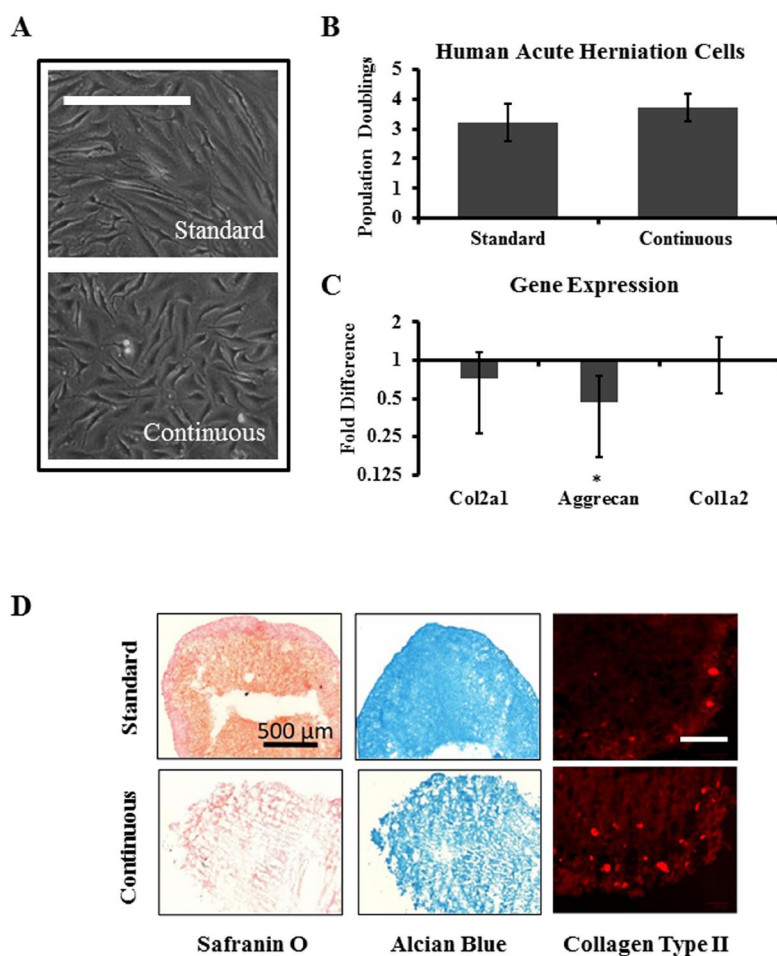 A
Standard
Continuous
B
Human Acute Herniation Cells
Population Doublings
5
4
3
2
1
0
Standard
Continuous
C
Gene Expression
Fold Difference
2
1
0.5
0.25
0.125
*
Col2a1
Aggrecan
Col1a2
D
Standard
500 µm
Continuous
Safranin O
Alcian Blue
Collagen Type II